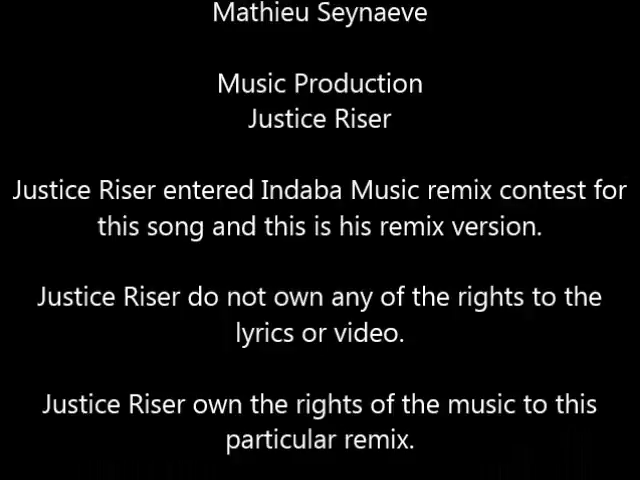 Mathieu Seynaeve
Music Production
Justice Riser
Justice Riser entered Indaba Music remix contest for
this song and this is his remix version.
Justice Riser do not own any of the rights to the
lyrics or video.
Justice Riser own the rights of the music to this
particular remix.